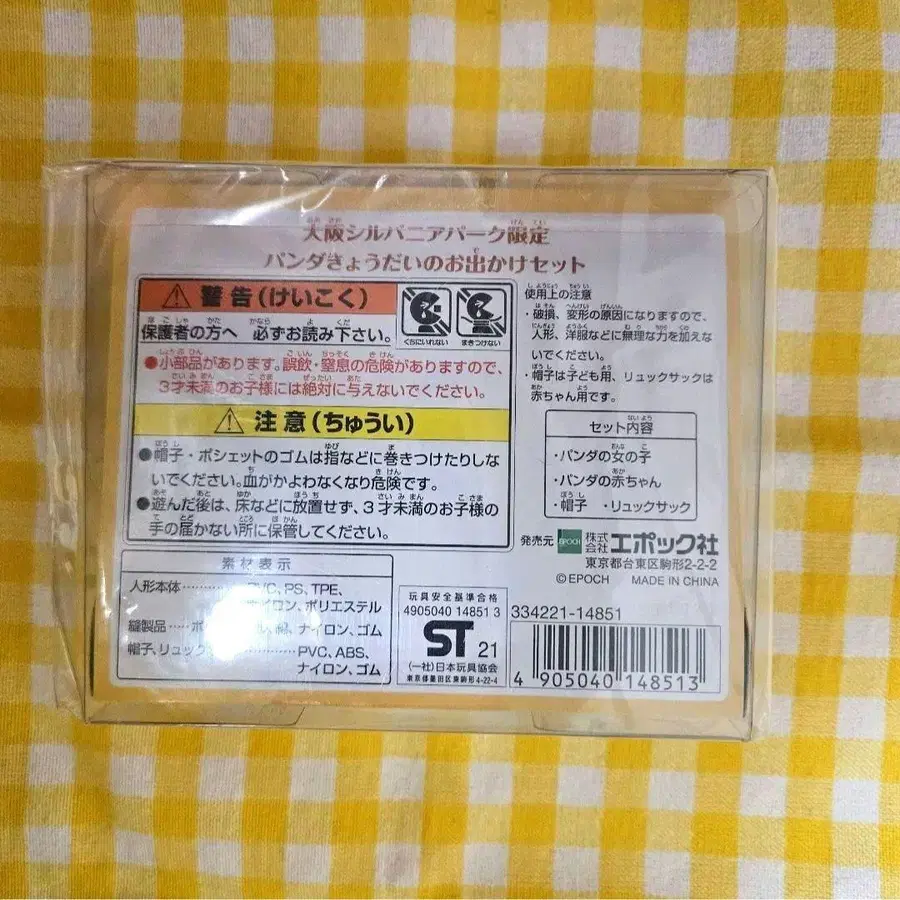 大阪シルバニアパーク限定
パンダきょうだいのお出かけセット
警告(けいこく)
くちにいれない
まきつけない
保護者の方へ 必ずお読み下さい。
●小部品があります。誤飲・窒息の危険がありますので、
3才未満のお子様には絶対に与えないでください。
注意(ちゅうい)
●帽子・ポシェットのゴムは指などに巻きつけたりしな
いでください。血がかよわなくなり危険です。
●遊んだ後は、床などに放置せず、3才未満のお子様の
手の届かない所に保管してください。
素材表示
人形本体 PVC, PS, TPE,
ナイロン、ポリエステル
縫製品 ナイロン、ゴム
帽子、リュック PVC, ABS,
ナイロン、ゴム
使用上の注意
・破損、変形の原因になりますので、
人形、洋服などに無理な力を加えな
いでください。
・帽子は子ども用、リュックサックは
赤ちゃん用です。
セット内容
・パンダの女の子
・パンダの赤ちゃん
・帽子 ・リュックサック
発売元 EPOCH 株式会社 エポック社
東京都台東区駒形2-2-2
©EPOCH MADE IN CHINA
玩具安全基準合格
4905040 14851 3
ST 21
(一社)日本玩具協会
東京都墨田区東駒形4-22-4
334221-14851
4 905040 148513